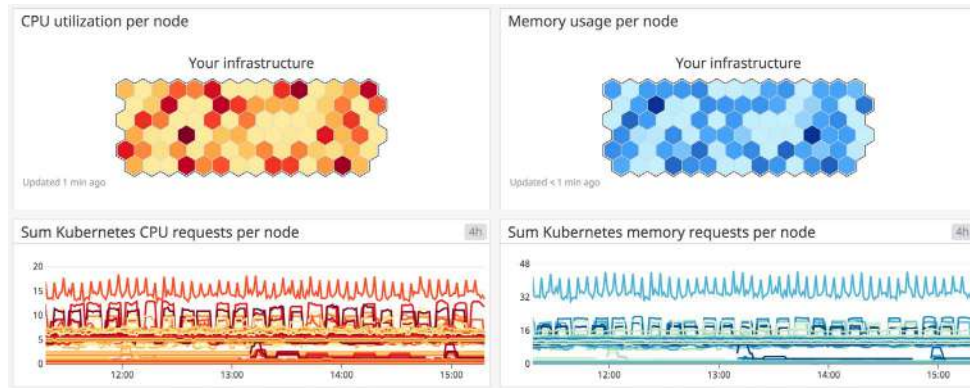 CPU utilization per node
Your infrastructure
Updated 1 min ago
Memory usage per node
Your infrastructure
Updated < 1 min ago
Sum Kubernetes CPU requests per node
4h
20
15
10
5
0
12:00
13:00
14:00
15:00
Sum Kubernetes memory requests per node
4h
48
32
16
0
12:00
13:00
14:00
15:00